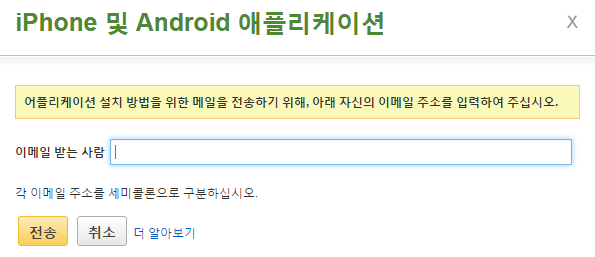 iPhone 및 Android 애플리케이션
X
어플리케이션 설치 방법을 위한 메일을 전송하기 위해, 아래 자신의 이메일 주소를 입력하여 주십시오.
이메일 받는 사람
각 이메일 주소를 세미콜론으로 구분하십시오.
전송 취소 더 알아보기